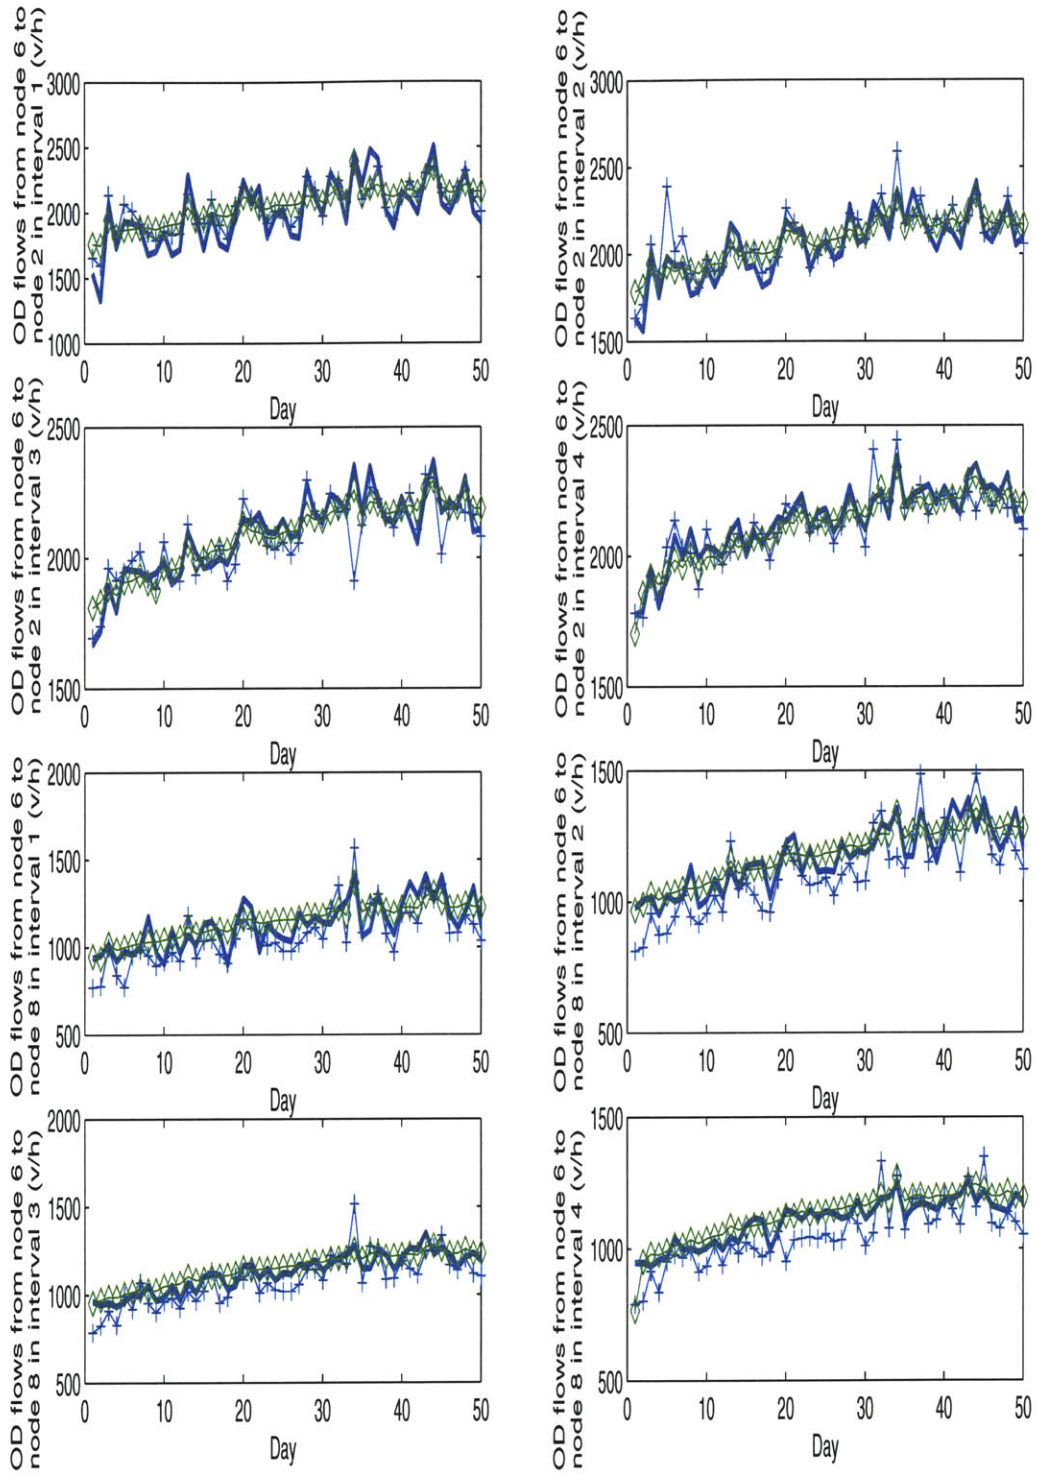 OD flows from node 6 to
node 2 in interval 1 (v/h)
3000
2500
2000
1500
1000
0 10 20 30 40 50
Day
OD flows from node 6 to
node 2 in interval 2 (v/h)
3000
2500
2000
1500
0 10 20 30 40 50
Day
OD flows from node 6 to
node 2 in interval 3 (v/h)
2500
2000
1500
0 10 20 30 40 50
Day
OD flows from node 6 to
node 2 in interval 4 (v/h)
2500
2000
1500
0 10 20 30 40 50
Day
OD flows from node 6 to
node 8 in interval 1 (v/h)
2000
1500
1000
500
0 10 20 30 40 50
Day
OD flows from node 6 to
node 8 in interval 2 (v/h)
1500
1000
500
0 10 20 30 40 50
Day
OD flows from node 6 to
node 8 in interval 3 (v/h)
2000
1500
1000
500
0 10 20 30 40 50
Day
OD flows from node 6 to
node 8 in interval 4 (v/h)
1500
1000
500
0 10 20 30 40 50
Day